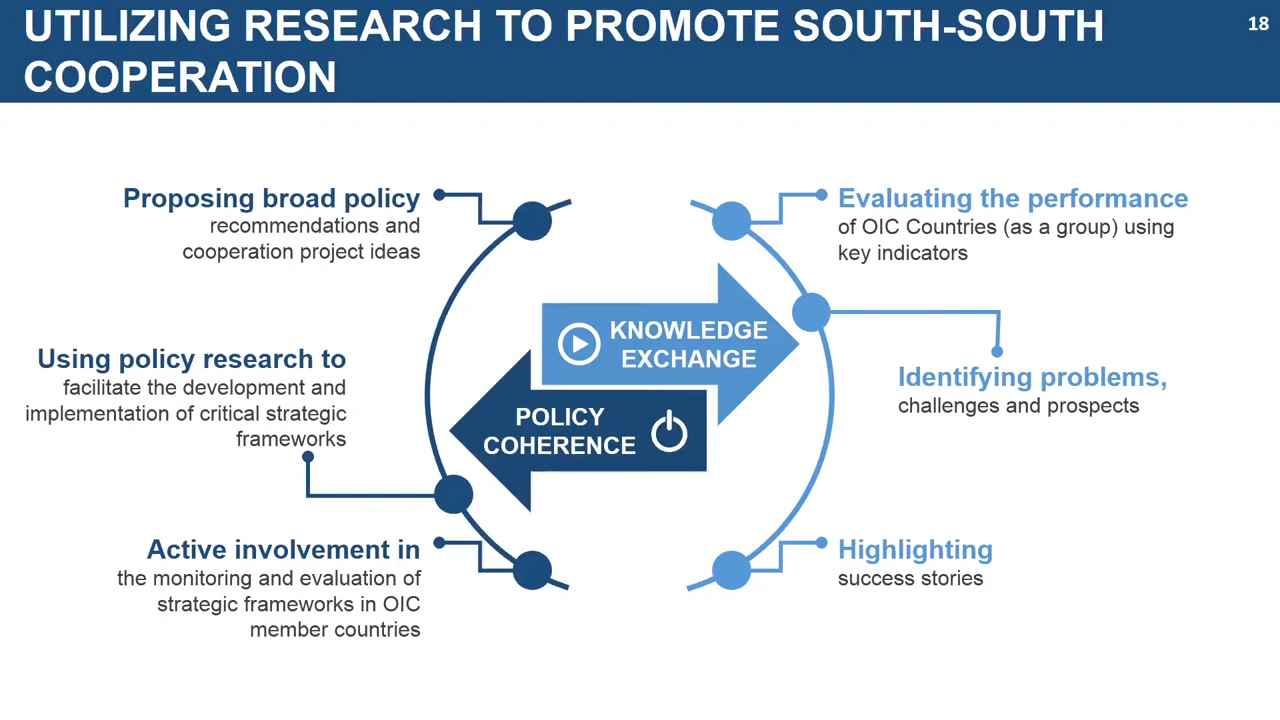 UTILIZING RESEARCH TO PROMOTE SOUTH-SOUTH
COOPERATION
18
Proposing broad policy
recommendations and
cooperation project ideas
Using policy research to
facilitate the development and
implementation of critical strategic
frameworks
Active involvement in
the monitoring and evaluation of
strategic frameworks in OIC
member countries
KNOWLEDGE
EXCHANGE
POLICY
COHERENCE
Evaluating the performance
of OIC Countries (as a group) using
key indicators
Identifying problems,
challenges and prospects
Highlighting
success stories